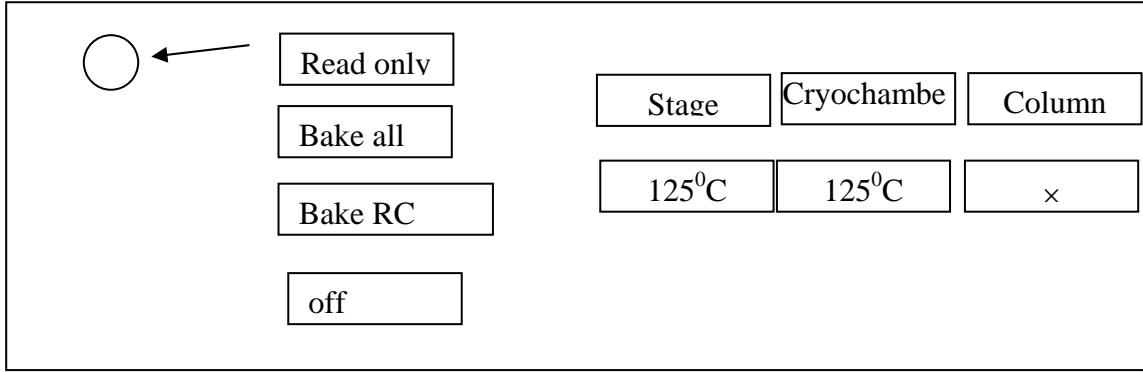 Read only
Bake all
Bake RC
off
Stage Cryochambe Column
125⁰C 125⁰C ×